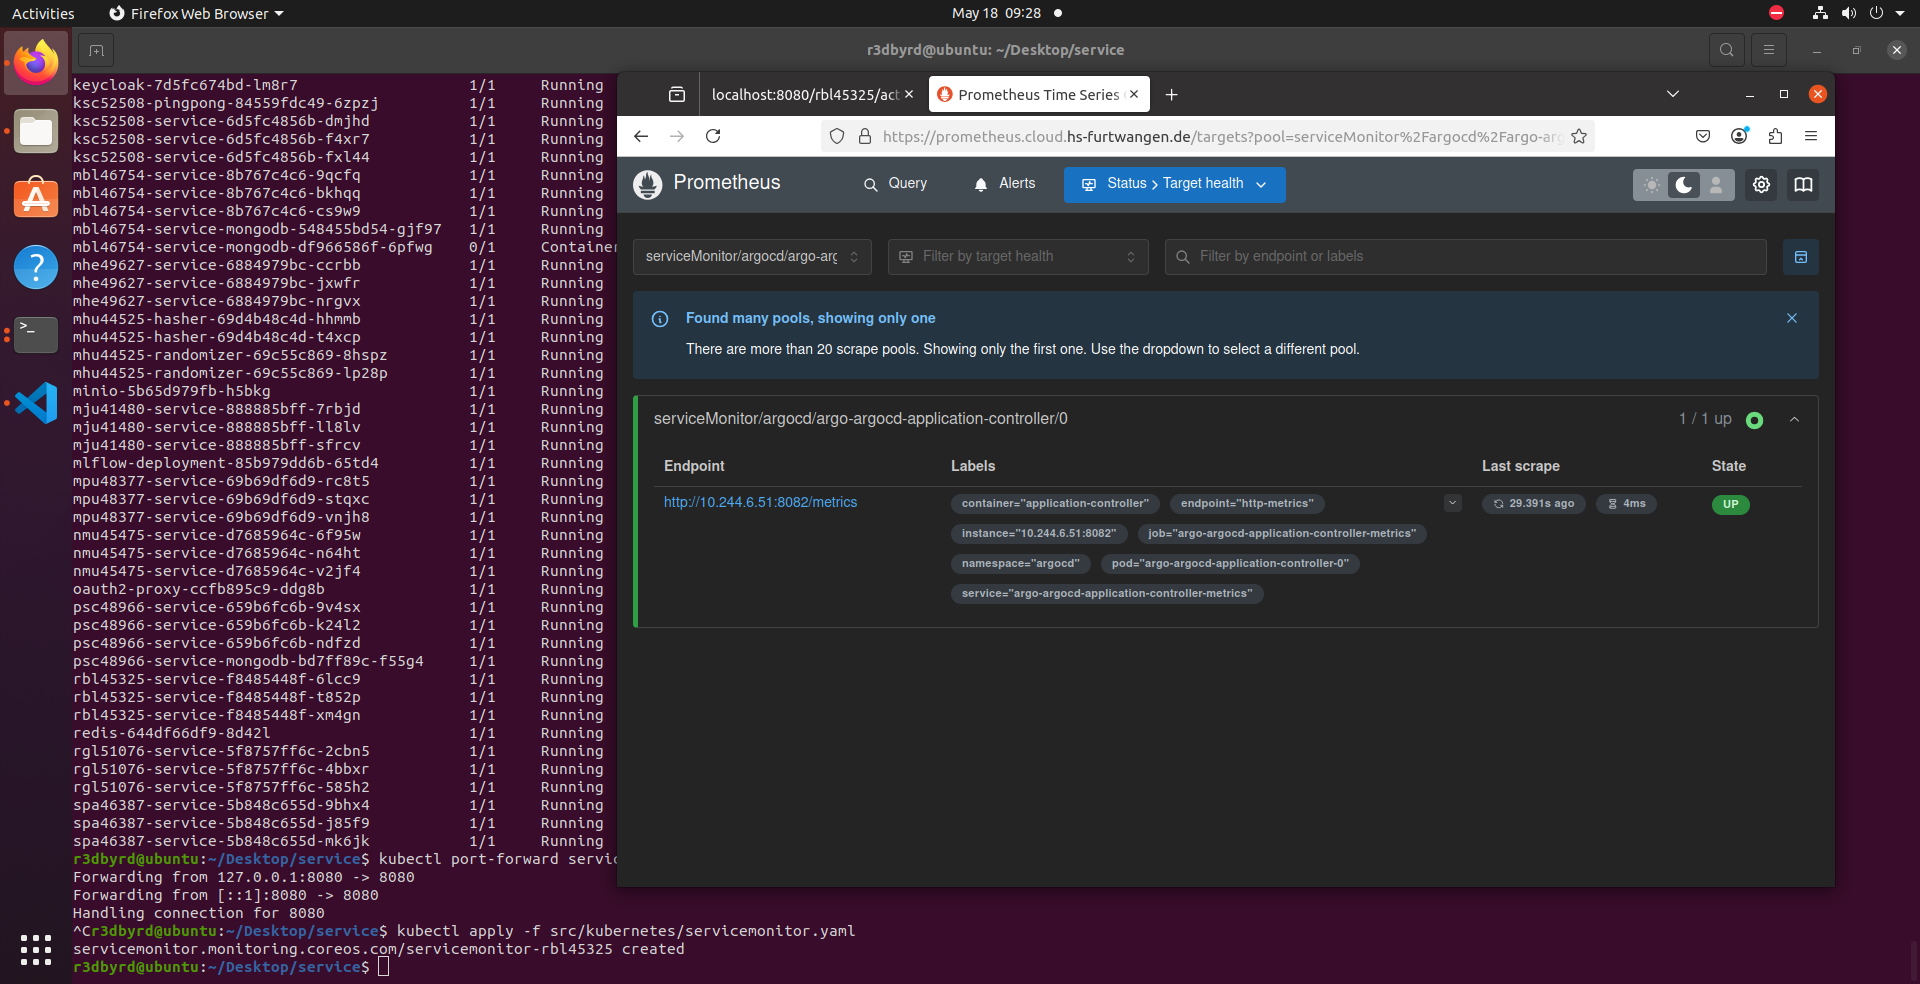 Activities
Firefox Web Browser
May 18 09:28
r3dbyrd@ubuntu: ~/Desktop/service
keycloak-7d5fc674bd-lm8r7 1/1 Running
ksc52508-pingpong-84559fdc49-6zpzj 1/1 Running
ksc52508-service-6d5fc4856b-dmjhd 1/1 Running
ksc52508-service-6d5fc4856b-f4xr7 1/1 Running
ksc52508-service-6d5fc4856b-fxl44 1/1 Running
mbl46754-service-8b767c4c6-9qcfq 1/1 Running
mbl46754-service-8b767c4c6-bkhqq 1/1 Running
mbl46754-service-8b767c4c6-cs9w9 1/1 Running
mbl46754-service-mongodb-548455bd54-gjf97 1/1 Running
mbl46754-service-mongodb-df966586f-6pfwg 0/1 Container
mhe49627-service-6884979bc-ccrbb 1/1 Running
mhe49627-service-6884979bc-jxwfr 1/1 Running
mhe49627-service-6884979bc-nrgvx 1/1 Running
mhu44525-hasher-69d4b48c4d-hhmmb 1/1 Running
mhu44525-hasher-69d4b48c4d-t4xcp 1/1 Running
mhu44525-randomizer-69c55c869-8hspz 1/1 Running
mhu44525-randomizer-69c55c869-lp28p 1/1 Running
minio-5b65d979fb-h5bkg 1/1 Running
mju41480-service-888885bff-7rbjd 1/1 Running
mju41480-service-888885bff-ll8lv 1/1 Running
mju41480-service-888885bff-sfrcv 1/1 Running
mlflow-deployment-85b979dd6b-65td4 1/1 Running
mpu48377-service-69b69df6d9-rc8t5 1/1 Running
mpu48377-service-69b69df6d9-stqxc 1/1 Running
mpu48377-service-69b69df6d9-vnjh8 1/1 Running
nmu45475-service-d7685964c-6f95w 1/1 Running
nmu45475-service-d7685964c-n64ht 1/1 Running
nmu45475-service-d7685964c-v2jf4 1/1 Running
oauth2-proxy-ccfb895c9-ddg8b 1/1 Running
psc48966-service-659b6fc6b-9v4sx 1/1 Running
psc48966-service-659b6fc6b-k24l2 1/1 Running
psc48966-service-659b6fc6b-ndfzd 1/1 Running
psc48966-service-mongodb-bd7ff89c-f55g4 1/1 Running
rbl45325-service-f8485448f-6lcc9 1/1 Running
rbl45325-service-f8485448f-t852p 1/1 Running
rbl45325-service-f8485448f-xm4gn 1/1 Running
redis-644df66df9-8d42l 1/1 Running
rgl51076-service-5f8757ff6c-2cbn5 1/1 Running
rgl51076-service-5f8757ff6c-4bbxr 1/1 Running
rgl51076-service-5f8757ff6c-585h2 1/1 Running
spa46387-service-5b848c655d-9bhx4 1/1 Running
spa46387-service-5b848c655d-j85f9 1/1 Running
spa46387-service-5b848c655d-mk6jk 1/1 Running
r3dbyrd@ubuntu:~/Desktop/service$ kubectl port-forward servic
Forwarding from 127.0.0.1:8080 -> 8080
Forwarding from [::1]:8080 -> 8080
Handling connection for 8080
^Cr3dbyrd@ubuntu:~/Desktop/service$ kubectl apply -f src/kubernetes/servicemonitor.yaml
servicemonitor.monitoring.coreos.com/servicemonitor-rbl45325 created
r3dbyrd@ubuntu:~/Desktop/service$
localhost:8080/rbl45325/act
Prometheus Time Series
https://prometheus.cloud.hs-furtwangen.de/targets?pool=serviceMonitor%2Fargocd%2Fargo-arg
Prometheus
Query
Alerts
Status > Target health
serviceMonitor/argocd/argo-arg
Filter by target health
Filter by endpoint or labels
Found many pools, showing only one
There are more than 20 scrape pools. Showing only the first one. Use the dropdown to select a different pool.
serviceMonitor/argocd/argo-argocd-application-controller/0
1 / 1 up
Endpoint Labels Last scrape State
http://10.244.6.51:8082/metrics
container="application-controller" endpoint="http-metrics"
instance="10.244.6.51:8082" job="argo-argocd-application-controller-metrics"
namespace="argocd" pod="argo-argocd-application-controller-0"
service="argo-argocd-application-controller-metrics"
29.391s ago 4ms
UP